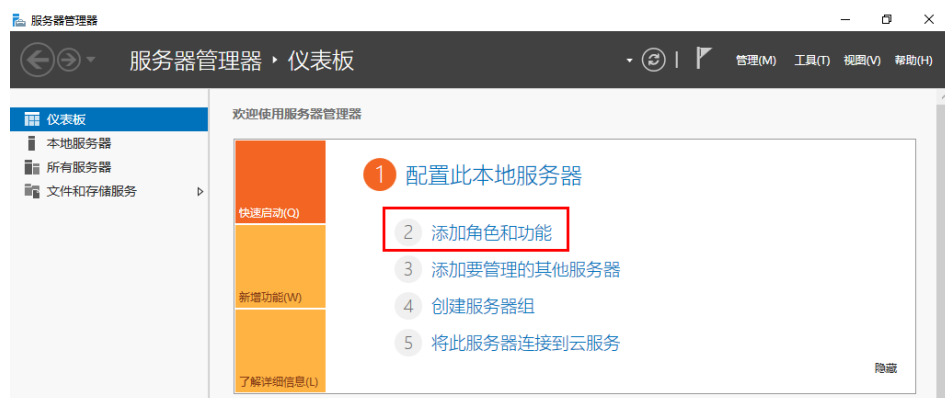 服务器管理器
服务器管理器 · 仪表板
管理(M) 工具(T) 视图(V) 帮助(H)
仪表板
本地服务器
所有服务器
文件和存储服务
欢迎使用服务器管理器
快速启动(Q)
新增功能(W)
了解详细信息(L)
1 配置此本地服务器
2 添加角色和功能
3 添加要管理的其他服务器
4 创建服务器组
5 将此服务器连接到云服务
隐藏